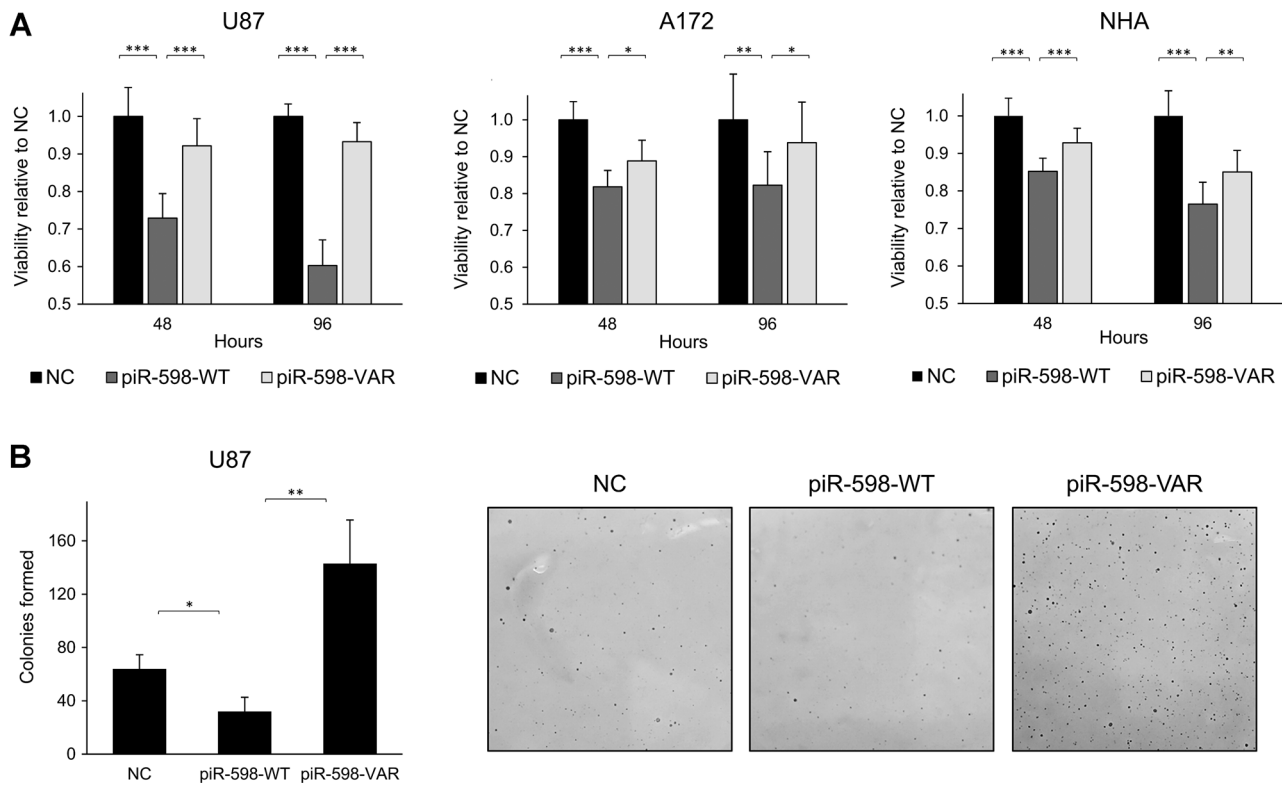 A
U87
*** *** *** ***
Viability relative to NC
1.0
0.9
0.8
0.7
0.6
0.5
48 96
Hours
NC piR-598-WT piR-598-VAR
A172
*** * ** *
Viability relative to NC
1.0
0.9
0.8
0.7
0.6
0.5
48 96
Hours
NC piR-598-WT piR-598-VAR
NHA
*** *** *** **
Viability relative to NC
1.0
0.9
0.8
0.7
0.6
0.5
48 96
Hours
NC piR-598-WT piR-598-VAR
B
U87
* **
Colonies formed
160
120
80
40
0
NC piR-598-WT piR-598-VAR
NC piR-598-WT piR-598-VAR